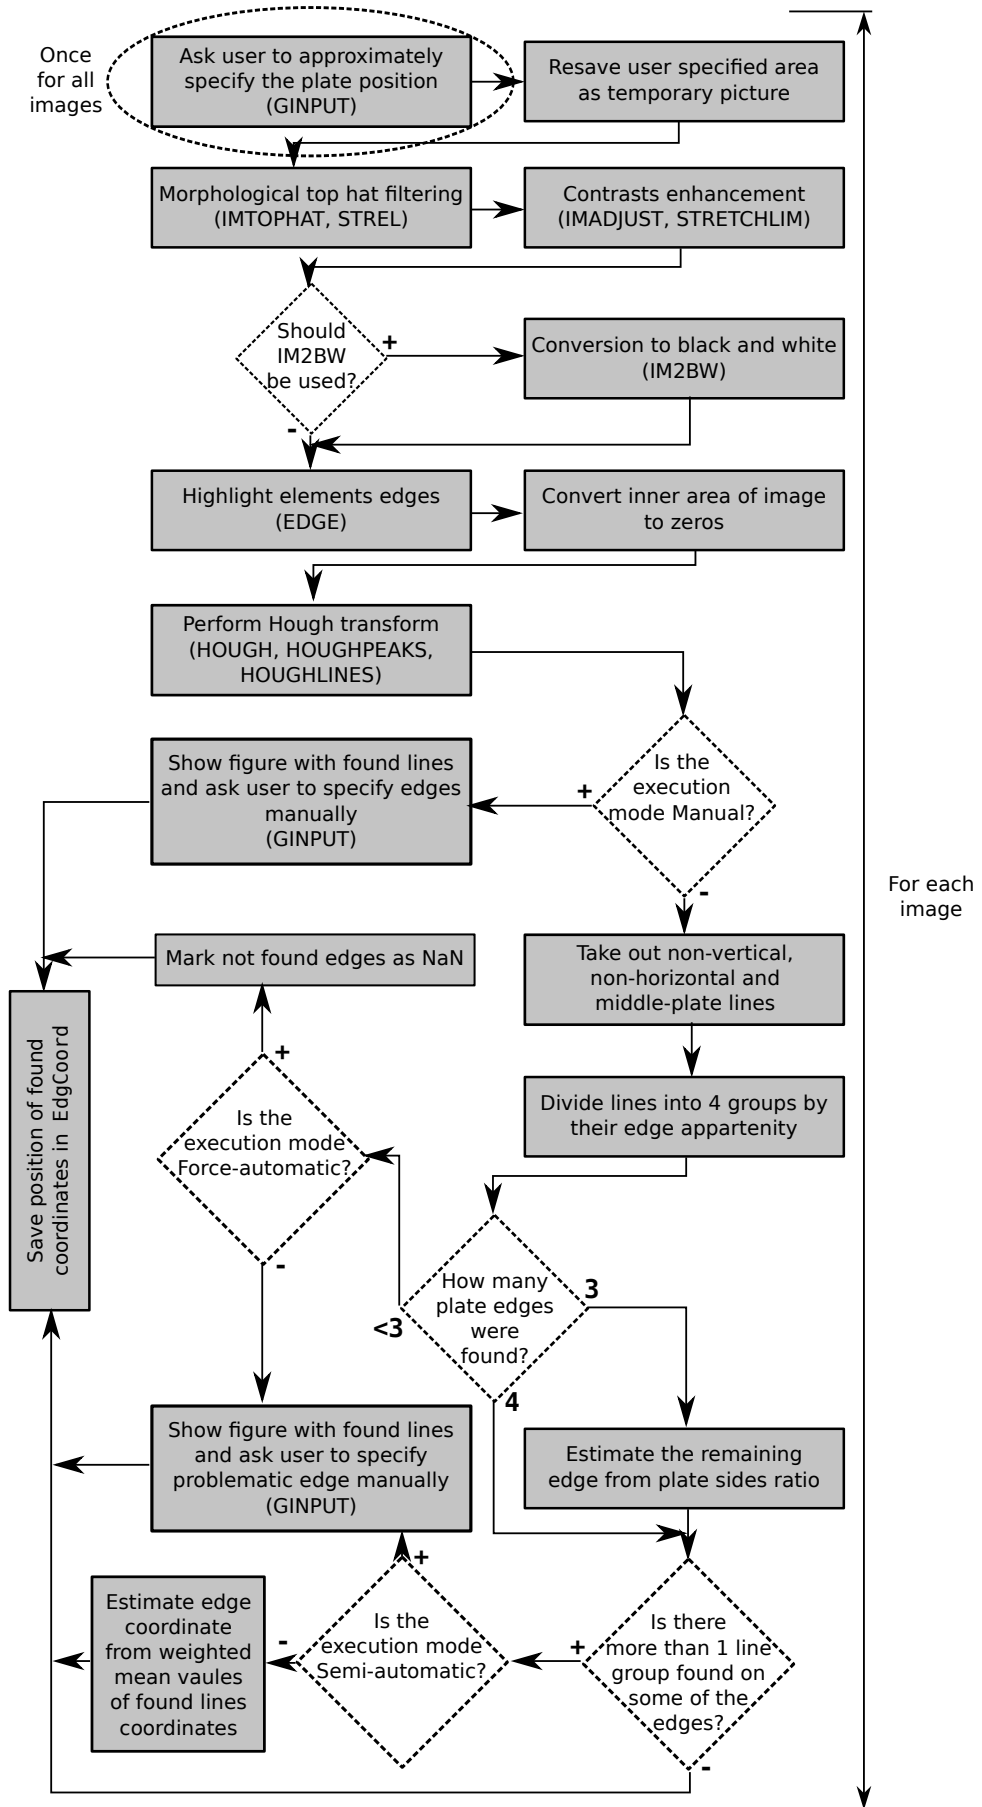 Once
for all
images
Ask user to approximately
specify the plate position
(GINPUT)
Resave user specified area
as temporary picture
Morphological top hat filtering
(IMTOPHAT, STREL)
Contrasts enhancement
(IMADJUST, STRETCHLIM)
Should
IM2BW
be used?
+
-
Conversion to black and white
(IM2BW)
Highlight elements edges
(EDGE)
Convert inner area of image
to zeros
Perform Hough transform
(HOUGH, HOUGHPEAKS,
HOUGHLINES)
Is the
execution
mode Manual?
+
-
Show figure with found lines
and ask user to specify edges
manually
(GINPUT)
For each
image
Take out non-vertical,
non-horizontal and
middle-plate lines
Mark not found edges as NaN
Save position of found
coordinates in EdgCoord
Divide lines into 4 groups by
their edge appartenity
Is the
execution mode
Force-automatic?
+
-
How many
plate edges
were
found?
<3
3
4
Show figure with found lines
and ask user to specify
problematic edge manually
(GINPUT)
Estimate the remaining
edge from plate sides ratio
Is there
more than 1 line
group found on
some of the
edges?
+
-
Is the
execution mode
Semi-automatic?
+
-
Estimate edge
coordinate
from weighted
mean vaules
of found lines
coordinates